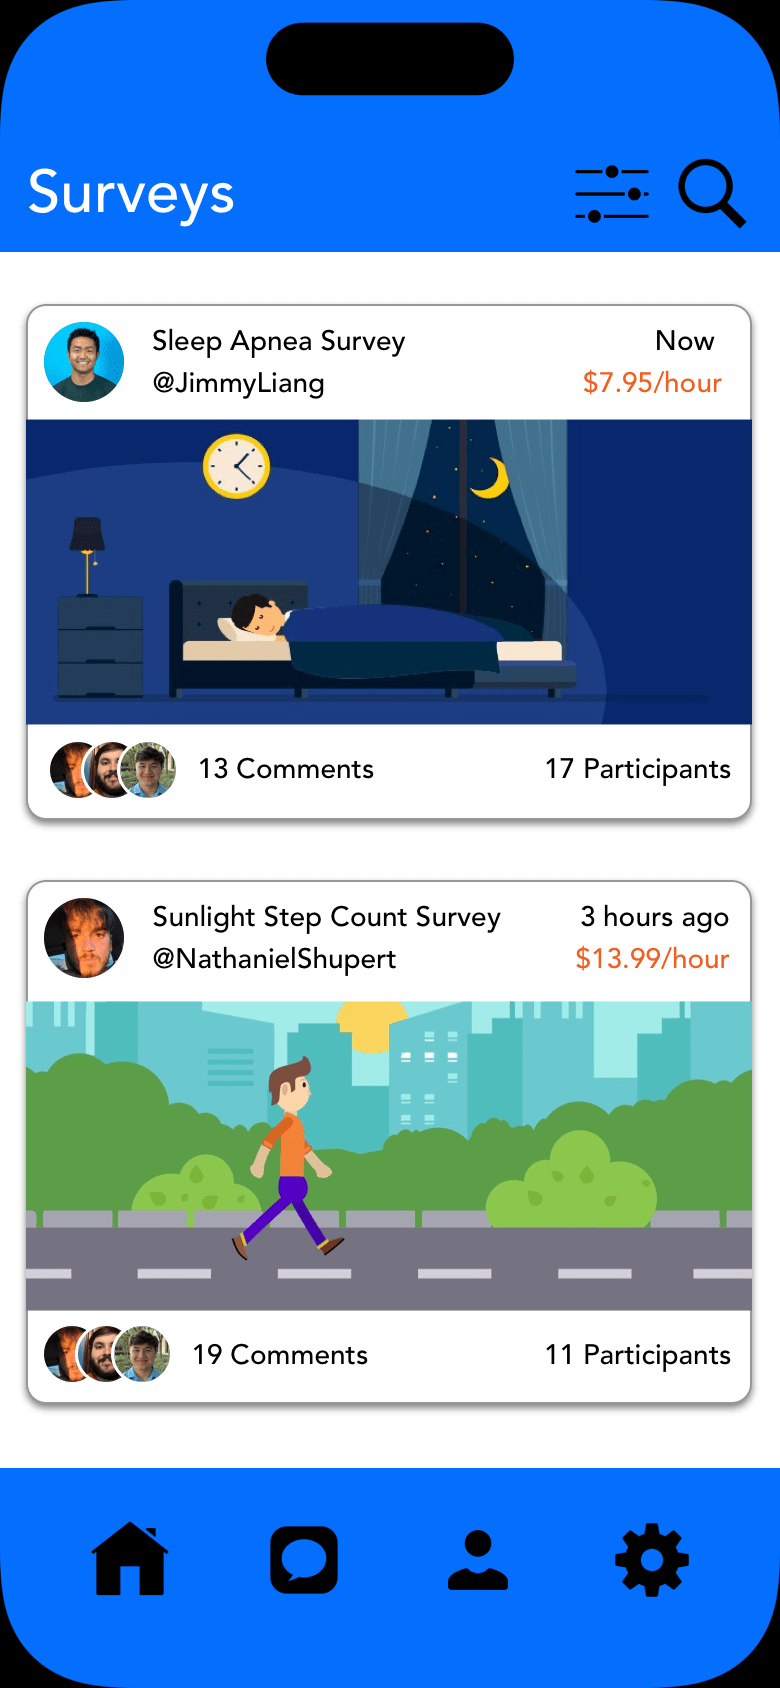 Surveys
Sleep Apnea Survey
Now
@JimmyLiang
$7.95/hour
13 Comments
17 Participants
Sunlight Step Count Survey
3 hours ago
@NathanielShupert
$13.99/hour
19 Comments
11 Participants